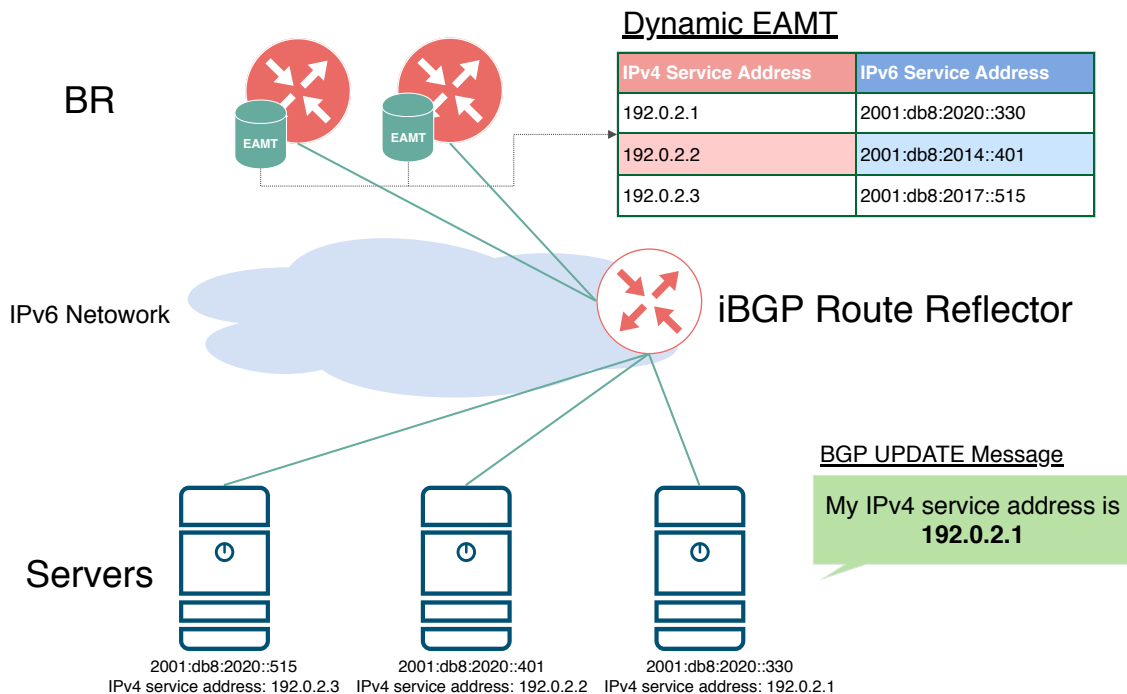 Dynamic EAMT
IPv4 Service Address IPv6 Service Address
192.0.2.1 2001:db8:2020::330
192.0.2.2 2001:db8:2014::401
192.0.2.3 2001:db8:2017::515
BR
EAMT
EAMT
IPv6 Netowork
iBGP Route Reflector
BGP UPDATE Message
My IPv4 service address is
192.0.2.1
Servers
2001:db8:2020::515
IPv4 service address: 192.0.2.3
2001:db8:2020::401
IPv4 service address: 192.0.2.2
2001:db8:2020::330
IPv4 service address: 192.0.2.1